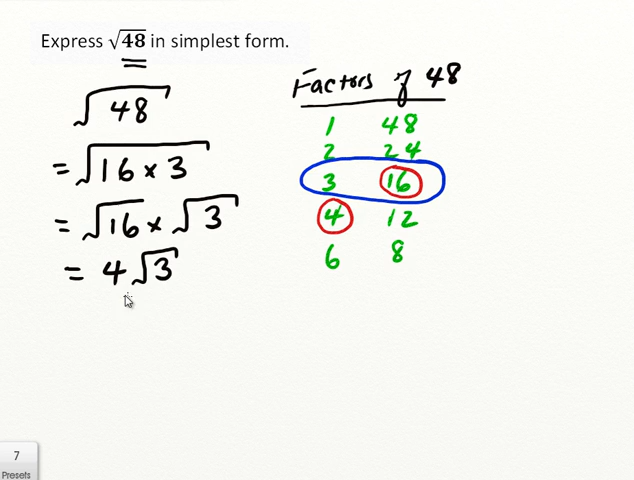 Express √48 in simplest form.
√48
= √16 × 3
= √16 × √3
= 4√3
Factors of 48
1 48
2 24
3 16
4 12
6 8
7
Presets